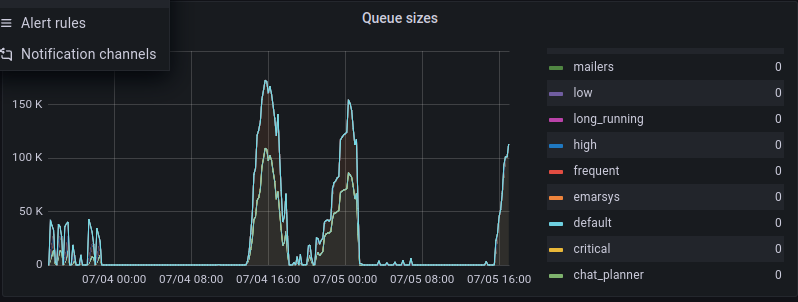 Alert rules
Notification channels
Queue sizes
150 K
100 K
50 K
0
07/04 00:00 07/04 08:00 07/04 16:00 07/05 00:00 07/05 08:00 07/05 16:00
mailers 0
low 0
long_running 0
high 0
frequent 0
emarsys 0
default 0
critical 0
chat_planner 0